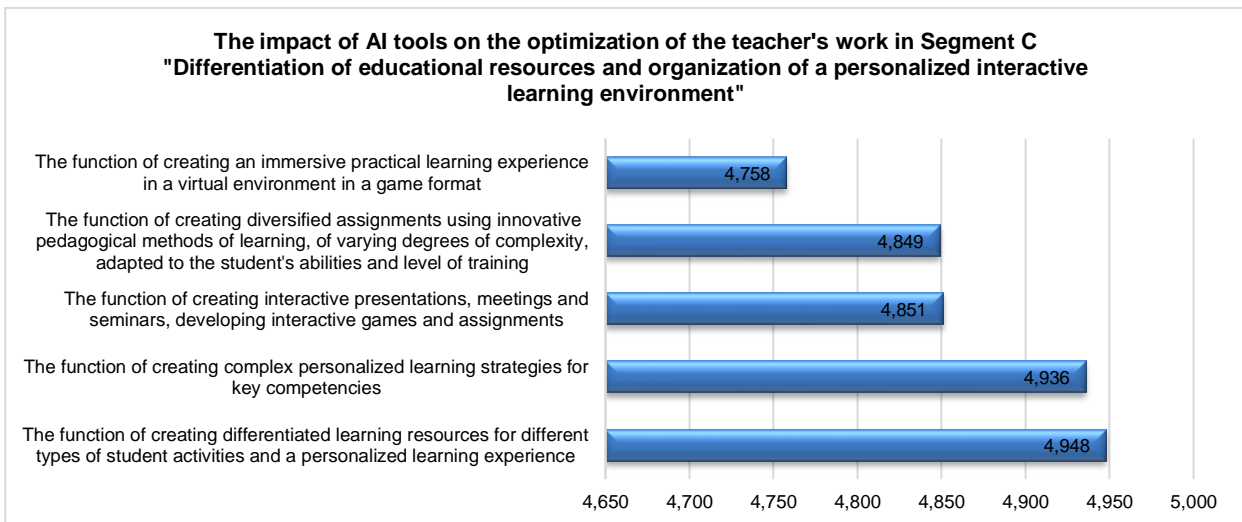 The impact of AI tools on the optimization of the teacher's work in Segment C
"Differentiation of educational resources and organization of a personalized interactive
learning environment"
The function of creating an immersive practical learning experience
in a virtual environment in a game format
4,758
The function of creating diversified assignments using innovative
pedagogical methods of learning, of varying degrees of complexity,
adapted to the student's abilities and level of training
4,849
The function of creating interactive presentations, meetings and
seminars, developing interactive games and assignments
4,851
The function of creating complex personalized learning strategies for
key competencies
4,936
The function of creating differentiated learning resources for different
types of student activities and a personalized learning experience
4,948
4,650 4,700 4,750 4,800 4,850 4,900 4,950 5,000